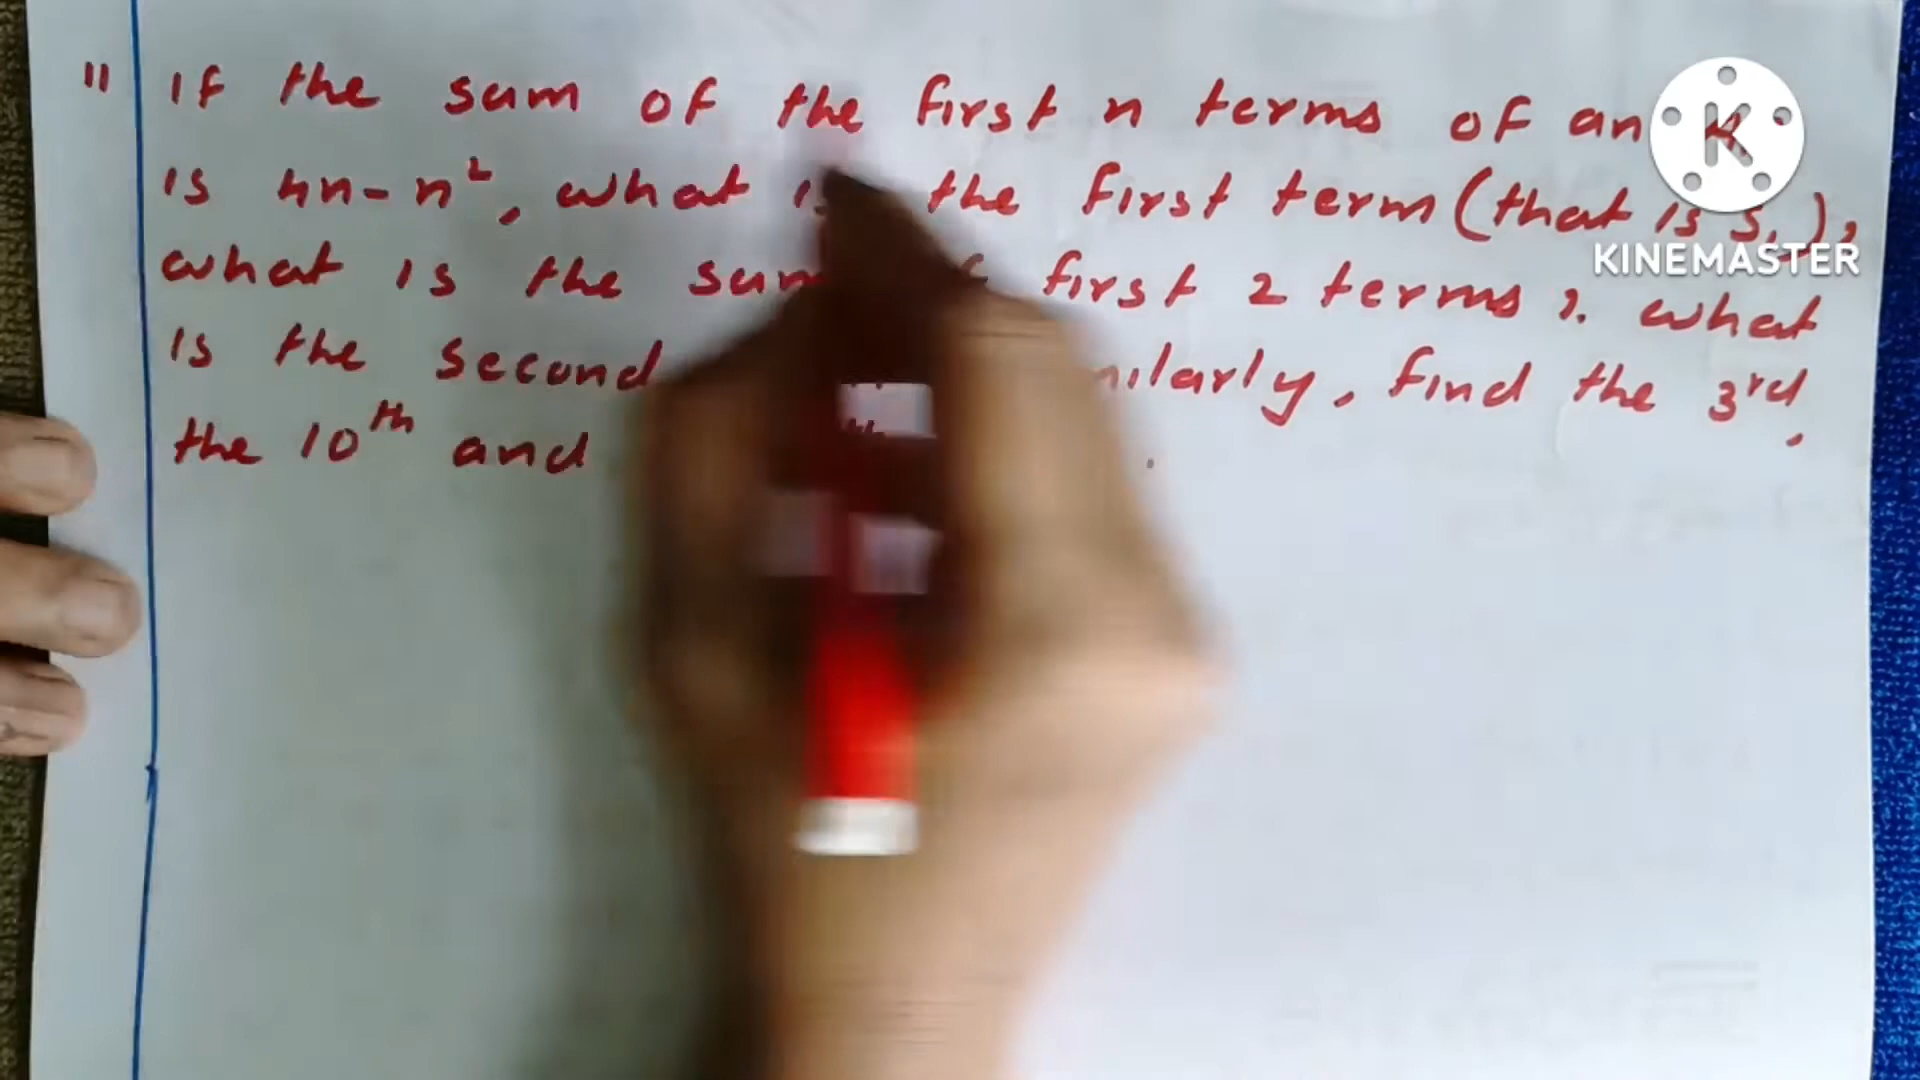 11 If the sum of the first n terms of an
is 4n - n², what is the first term (that is S₁)?
what is the sum first 2 terms ?. what
is the second find the 3rd,
the 10th and
K
KINEMASTER